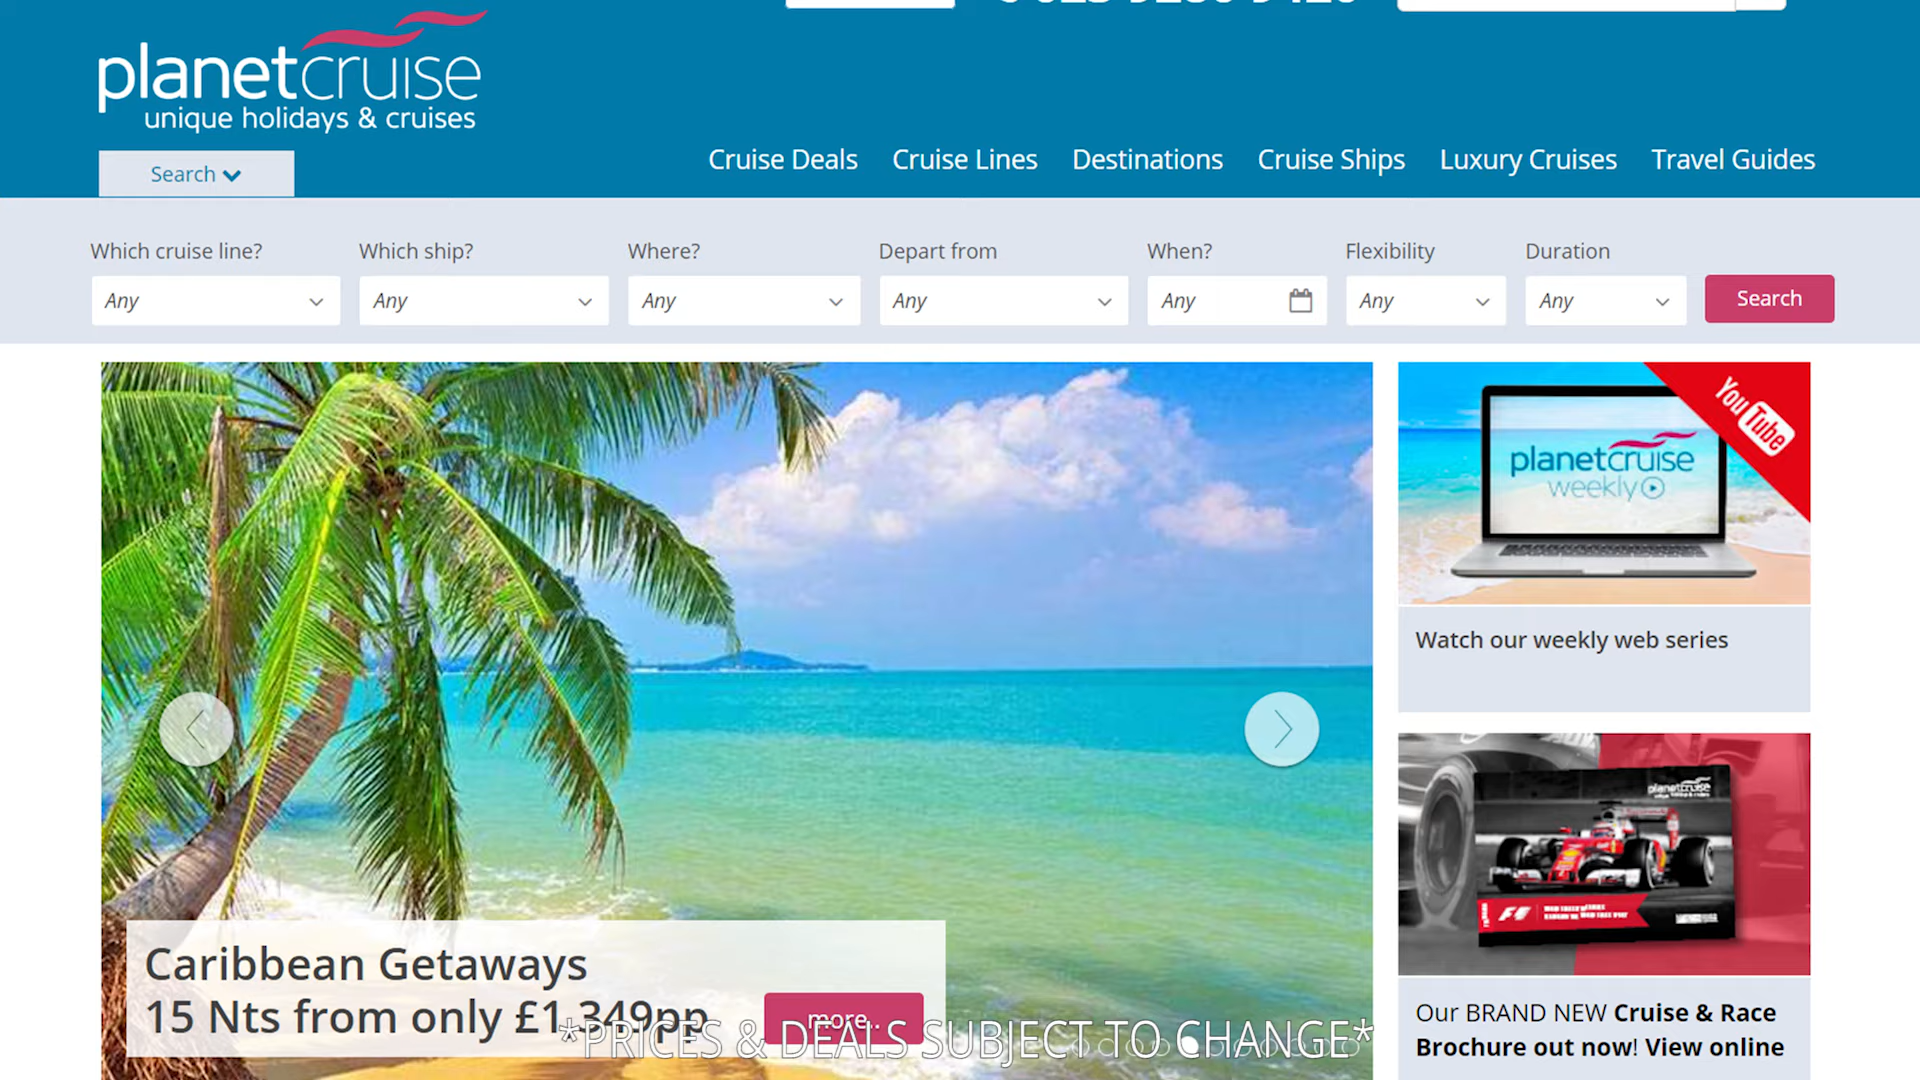 planetcruise
unique holidays & cruises
Search
Cruise Deals
Cruise Lines
Destinations
Cruise Ships
Luxury Cruises
Travel Guides
Which cruise line?
Which ship?
Where?
Depart from
When?
Flexibility
Duration
Any
Any
Any
Any
Any
Any
Any
Search
You Tube
planetcruise
weekly
Watch our weekly web series
planetcruise
F1
Caribbean Getaways
15 Nts from only £1,349pp
more..
*PRICES & DEALS SUBJECT TO CHANGE*
Our BRAND NEW Cruise & Race
Brochure out now! View online